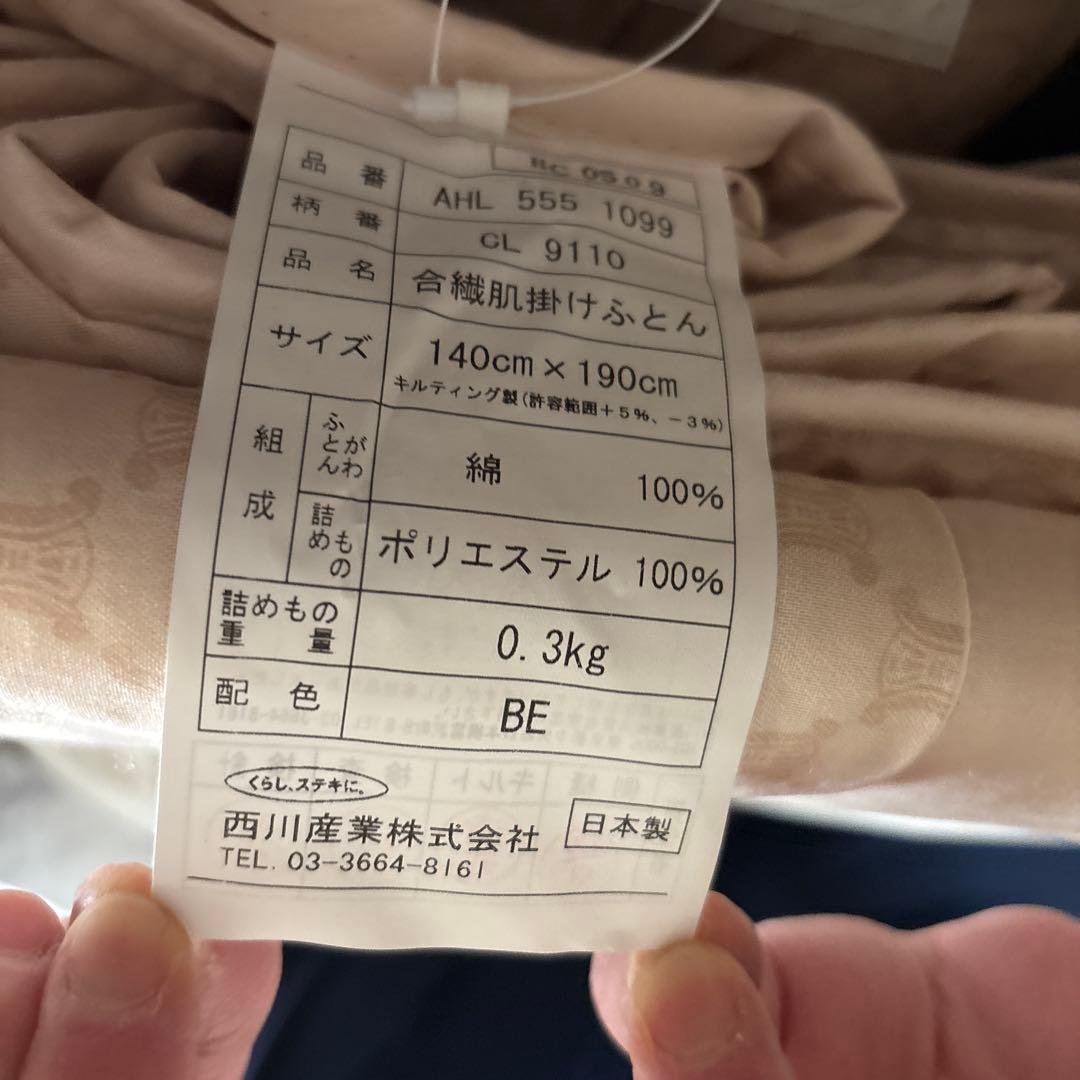 RC 0509
品番 AHL 555 1099
柄番 CL 9110
品名 合繊肌掛けふとん
サイズ 140cm×190cm
キルティング製(許容範囲+5%、-3%)
組成 ふとんがわ 綿 100%
詰めもの ポリエステル 100%
詰めもの重量 0.3kg
配色 BE
くらし、ステキに。
西川産業株式会社 日本製
TEL. 03-3664-8161